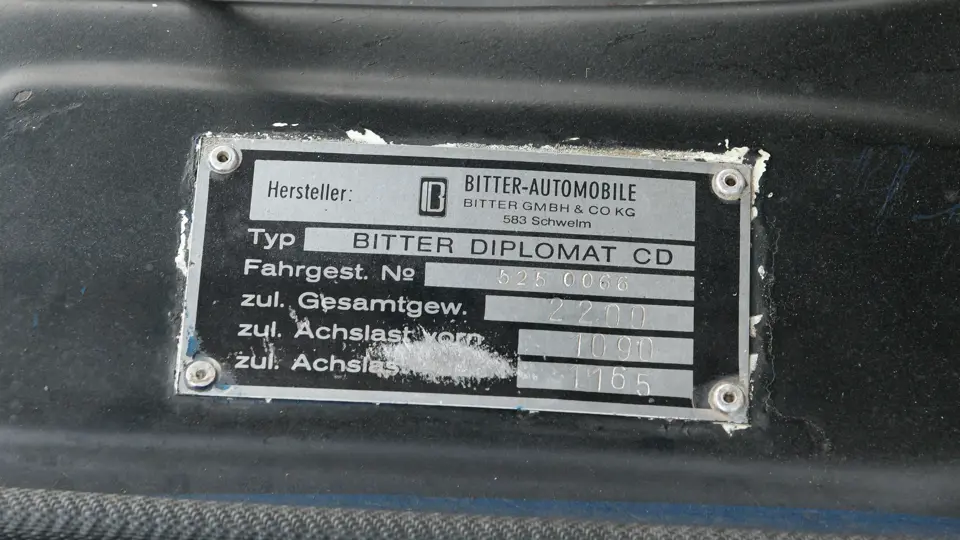 Hersteller: B BITTER-AUTOMOBILE
BITTER GMBH & CO KG
583 Schwelm
Typ BITTER DIPLOMAT CD
Fahrgest. No 525 0066
zul. Gesamtgew. 2200
zul. Achslast vorn 1090
zul. 1165